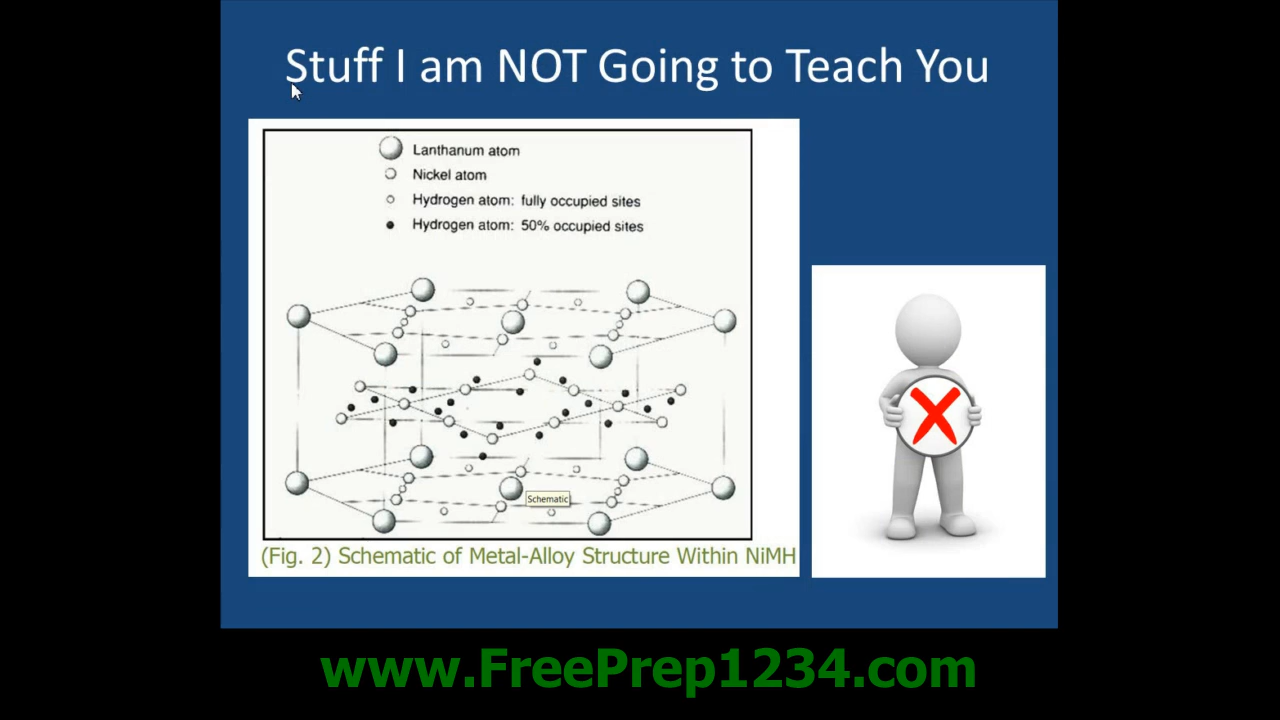 Stuff I am NOT Going to Teach You
Lanthanum atom
Nickel atom
Hydrogen atom: fully occupied sites
Hydrogen atom: 50% occupied sites
Schematic
(Fig. 2) Schematic of Metal-Alloy Structure Within NiMH
www.FreePrep1234.com